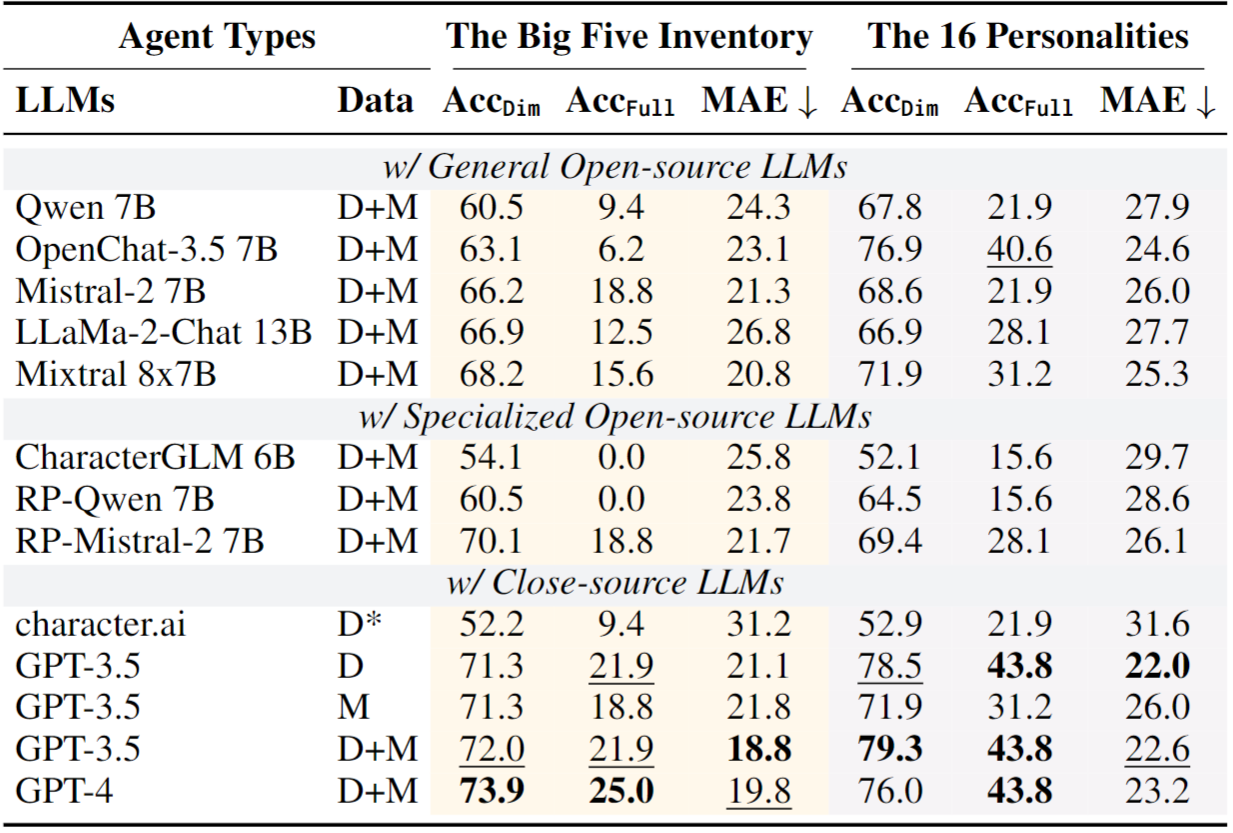 Agent Types The Big Five Inventory The 16 Personalities
LLMs Data AccDim AccFull MAE ↓ AccDim AccFull MAE ↓
w/ General Open-source LLMs
Qwen 7B D+M 60.5 9.4 24.3 67.8 21.9 27.9
OpenChat-3.5 7B D+M 63.1 6.2 23.1 76.9 40.6 24.6
Mistral-2 7B D+M 66.2 18.8 21.3 68.6 21.9 26.0
LLaMa-2-Chat 13B D+M 66.9 12.5 26.8 66.9 28.1 27.7
Mixtral 8x7B D+M 68.2 15.6 20.8 71.9 31.2 25.3
w/ Specialized Open-source LLMs
CharacterGLM 6B D+M 54.1 0.0 25.8 52.1 15.6 29.7
RP-Qwen 7B D+M 60.5 0.0 23.8 64.5 15.6 28.6
RP-Mistral-2 7B D+M 70.1 18.8 21.7 69.4 28.1 26.1
w/ Close-source LLMs
character.ai D* 52.2 9.4 31.2 52.9 21.9 31.6
GPT-3.5 D 71.3 21.9 21.1 78.5 43.8 22.0
GPT-3.5 M 71.3 18.8 21.8 71.9 31.2 26.0
GPT-3.5 D+M 72.0 21.9 18.8 79.3 43.8 22.6
GPT-4 D+M 73.9 25.0 19.8 76.0 43.8 23.2